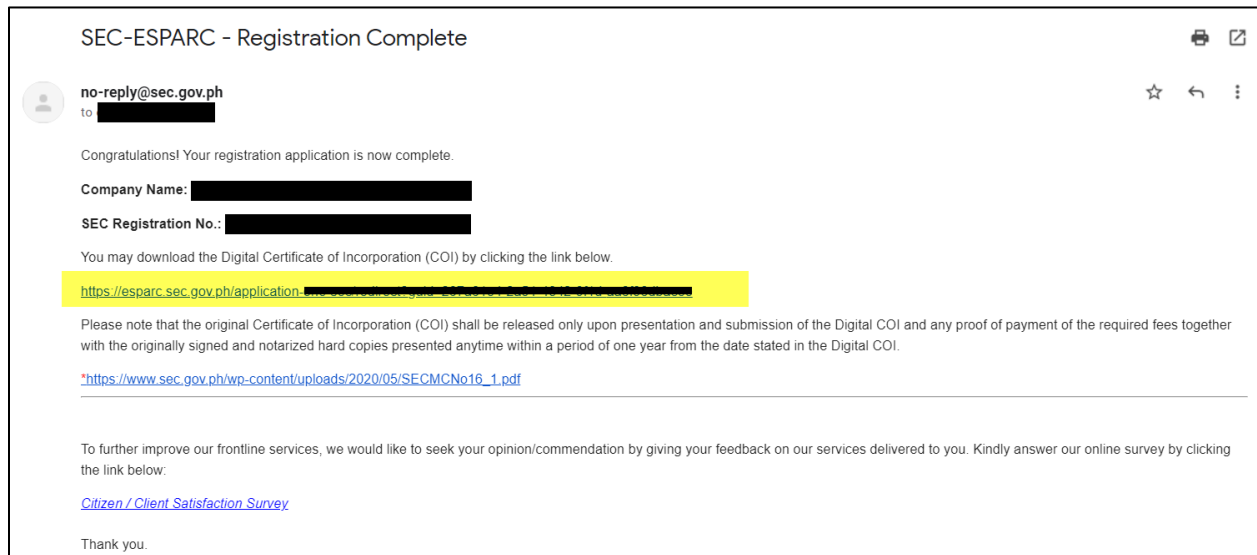 SEC-ESPARC - Registration Complete
no-reply@sec.gov.ph
to
Congratulations! Your registration application is now complete.
Company Name:
SEC Registration No.:
You may download the Digital Certificate of Incorporation (COI) by clicking the link below.
https://esparc.sec.gov.ph/application-
Please note that the original Certificate of Incorporation (COI) shall be released only upon presentation and submission of the Digital COI and any proof of payment of the required fees together
with the originally signed and notarized hard copies presented anytime within a period of one year from the date stated in the Digital COI.
*https://www.sec.gov.ph/wp-content/uploads/2020/05/SECMCNo16_1.pdf
To further improve our frontline services, we would like to seek your opinion/commendation by giving your feedback on our services delivered to you. Kindly answer our online survey by clicking
the link below:
Citizen / Client Satisfaction Survey
Thank you.